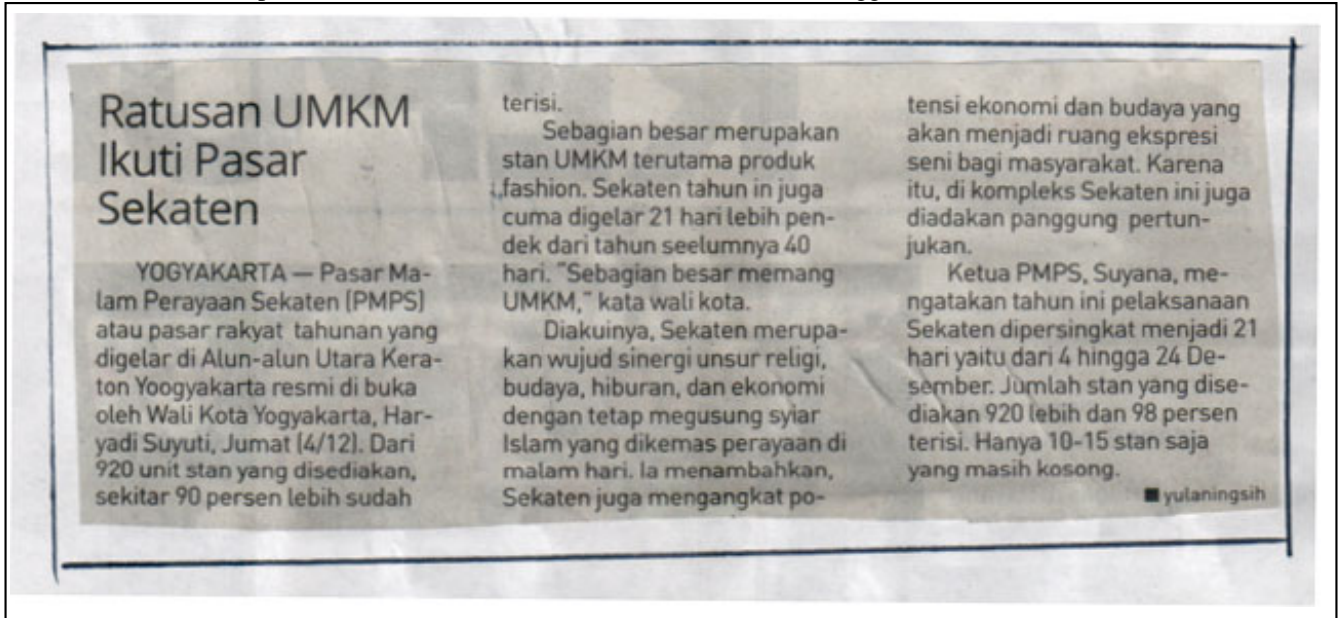 Ratusan UMKM
Ikuti Pasar
Sekaten
YOGYAKARTA — Pasar Ma-
lam Perayaan Sekaten (PMPS)
atau pasar rakyat tahunan yang
digelar di Alun-alun Utara Kera-
ton Yoogyakarta resmi di buka
oleh Wali Kota Yogyakarta, Har-
yadi Suyuti, Jumat (4/12). Dari
920 unit stan yang disediakan,
sekitar 90 persen lebih sudah
terisi.
Sebagian besar merupakan
stan UMKM terutama produk
fashion. Sekaten tahun in juga
cuma digelar 21 hari lebih pen-
dek dari tahun seelumnya 40
hari. "Sebagian besar memang
UMKM," kata wali kota.
Diakuinya, Sekaten merupa-
kan wujud sinergi unsur religi,
budaya, hiburan, dan ekonomi
dengan tetap megusung syiar
Islam yang dikemas perayaan di
malam hari. Ia menambahkan,
Sekaten juga mengangkat po-
tensi ekonomi dan budaya yang
akan menjadi ruang ekspresi
seni bagi masyarakat. Karena
itu, di kompleks Sekaten ini juga
diadakan panggung pertun-
jukan.
Ketua PMPS, Suyana, me-
ngatakan tahun ini pelaksanaan
Sekaten dipersingkat menjadi 21
hari yaitu dari 4 hingga 24 De-
sember. Jumlah stan yang dise-
diakan 920 lebih dan 98 persen
terisi. Hanya 10-15 stan saja
yang masih kosong.
■ yulaningsih